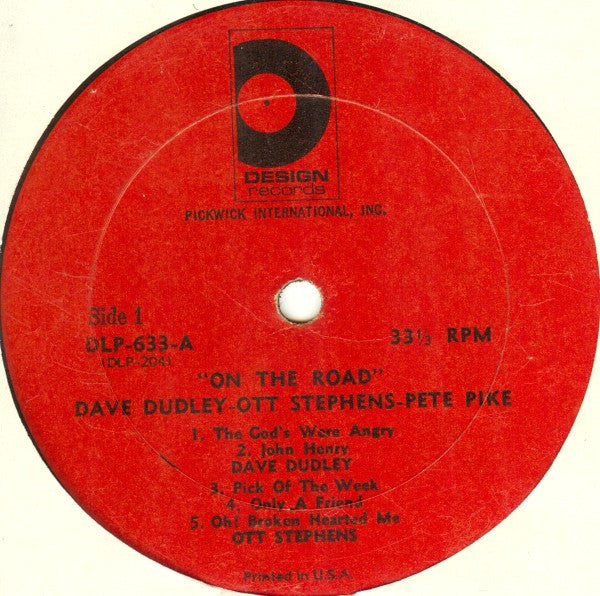 DESIGN
records
PICKWICK INTERNATIONAL, INC.
Side 1
DLP-633-A
33⅓ RPM
(DLP-204)
"ON THE ROAD"
DAVE DUDLEY-OTT STEPHENS-PETE PIKE
1. The God's Were Angry
2. John Henry
DAVE DUDLEY
3. Pick Of The Week
4. Only A Friend
5. Oh! Broken Hearted Me
OTT STEPHENS
Printed in U.S.A.